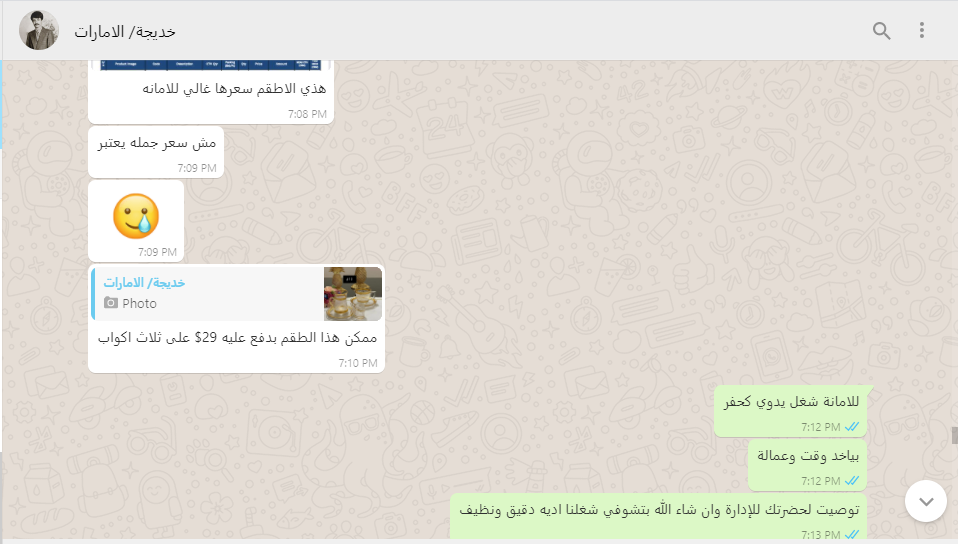 خديجة/ الامارات
هذي الاطقم سعرها غالي للامانه
7:08 PM
مش سعر جمله يعتبر
7:09 PM
7:09 PM
خديجة/ الامارات
Photo
ممكن هذا الطقم بدفع عليه 29$ على ثلاث اكواب
7:10 PM
للامانة شغل يدوي كحفر
7:12 PM
بياخد وقت وعمالة
7:12 PM
توصيت لحضرتك للإدارة وان شاء الله بتشوفي شغلنا اديه دقيق ونظيف
7:13 PM